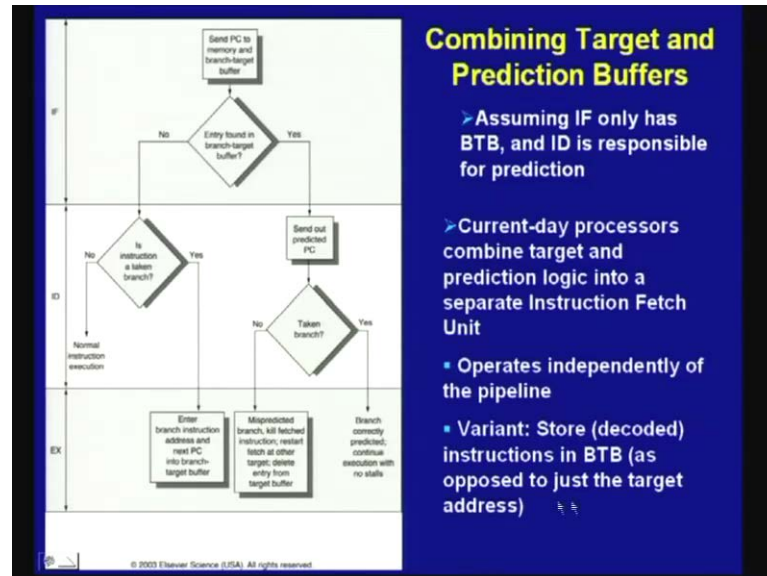 Combining Target and
Prediction Buffers
➢Assuming IF only has
BTB, and ID is responsible
for prediction
➢Current-day processors
combine target and
prediction logic into a
separate Instruction Fetch
Unit
▪ Operates independently of
the pipeline
▪ Variant: Store (decoded)
instructions in BTB (as
opposed to just the target
address)
IF
Send PC to
memory and
branch-target
buffer
No
Entry found in
branch-target
buffer?
Yes
ID
No
Is
instruction
a taken
branch?
Yes
Send out
predicted
PC
No
Taken
branch?
Yes
Normal
instruction
execution
EX
Enter
branch instruction
address and
next PC
into branch-
target buffer
Mispredicted
branch, kill fetched
instruction; restart
fetch at other
target; delete
entry from
target buffer
Branch
correctly
predicted;
continue
execution with
no stalls
© 2003 Elsevier Science (USA). All rights reserved.